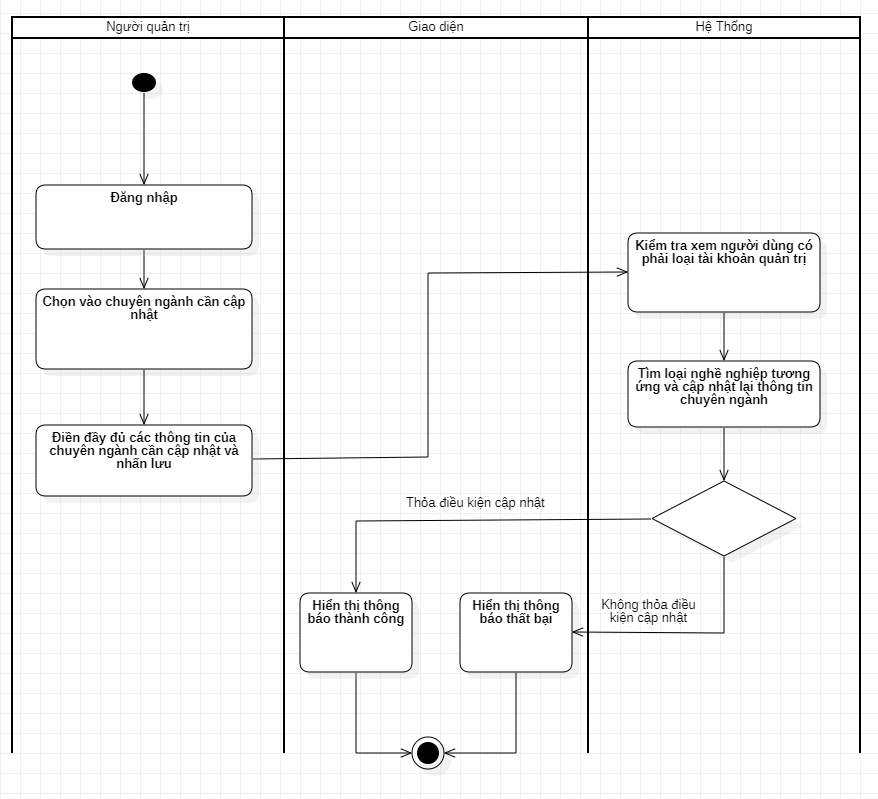 Người quản trị
Giao diện
Hệ Thống
Đăng nhập
Chọn vào chuyên ngành cần cập
nhật
Điền đầy đủ các thông tin của
chuyên ngành cần cập nhật và
nhấn lưu
Kiểm tra xem người dùng có
phải loại tài khoản quản trị
Tìm loại nghề nghiệp tương
ứng và cập nhật lại thông tin
chuyên ngành
Thỏa điều kiện cập nhật
Không thỏa điều
kiện cập nhật
Hiển thị thông
báo thành công
Hiển thị thông
báo thất bại